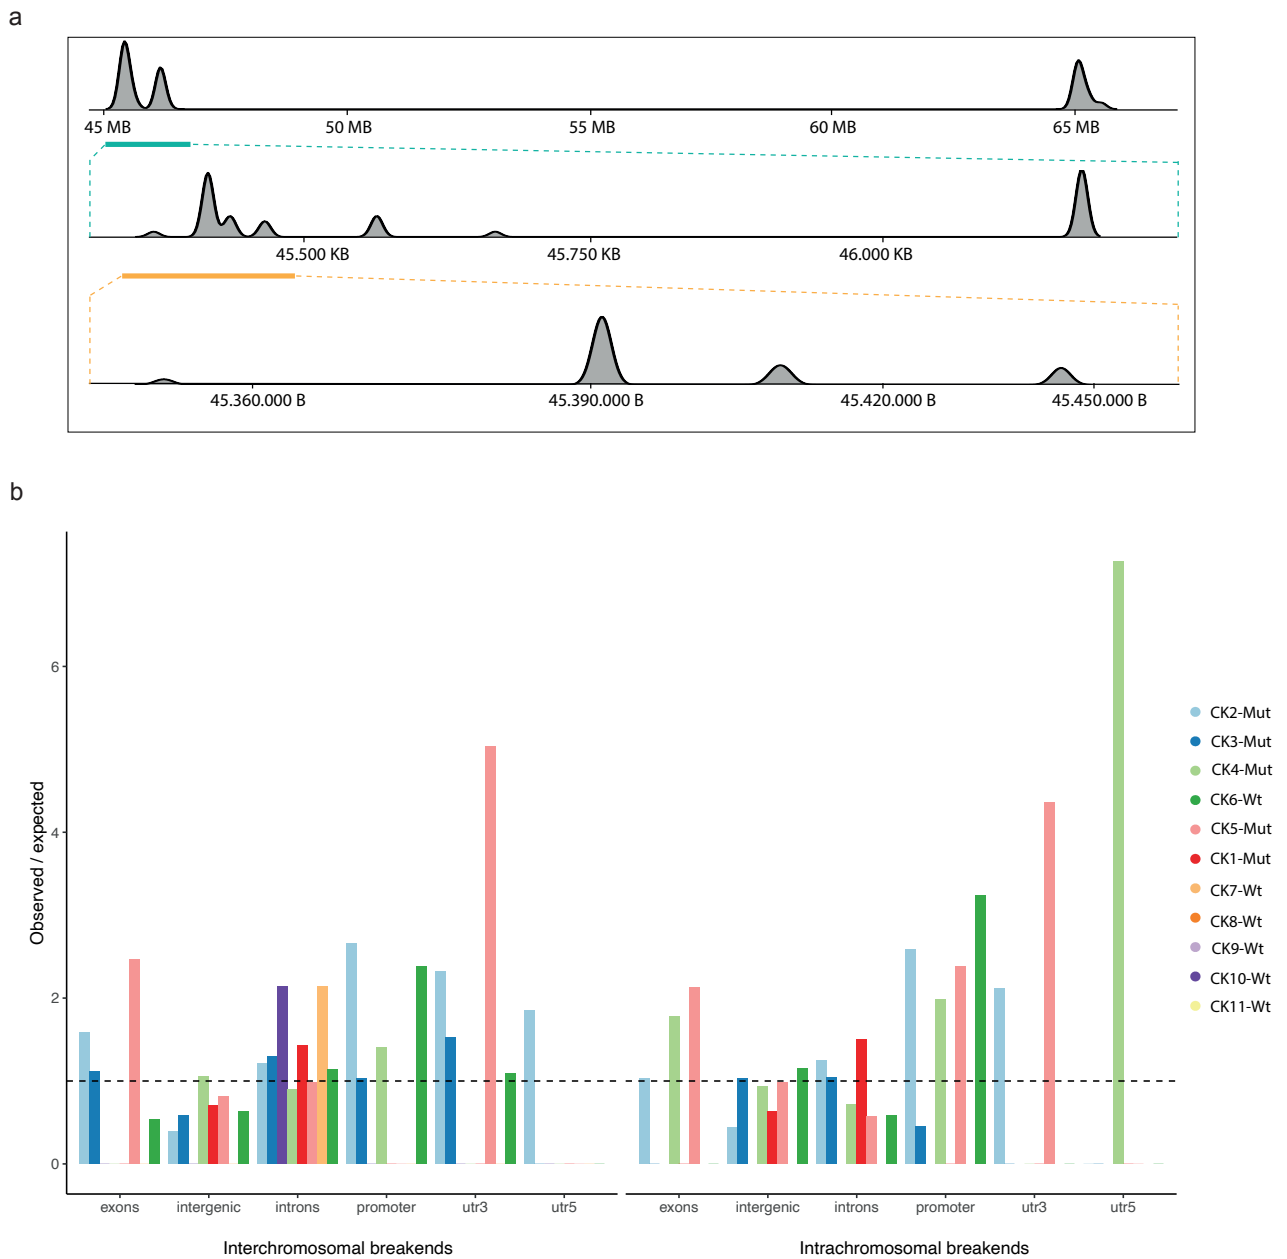 a
45 MB 50 MB 55 MB 60 MB 65 MB
45.500 KB 45.750 KB 46.000 KB
45.360.000 B 45.390.000 B 45.420.000 B 45.450.000 B
b
Observed / expected
6
4
2
0
exons intergenic introns promoter utr3 utr5
exons intergenic introns promoter utr3 utr5
Interchromosomal breakends
Intrachromosomal breakends
CK2-Mut
CK3-Mut
CK4-Mut
CK6-Wt
CK5-Mut
CK1-Mut
CK7-Wt
CK8-Wt
CK9-Wt
CK10-Wt
CK11-Wt